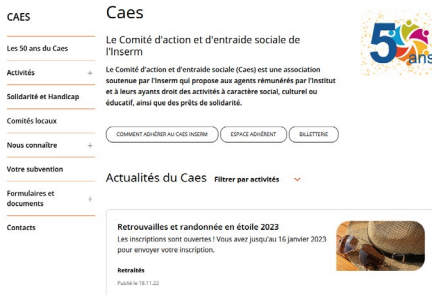 CAES
Les 50 ans du Caes
Activités +
Solidarité et Handicap
Comités locaux
Nous connaître +
Votre subvention
Formulaires et
documents +
Contacts
Caes
Le Comité d'action et d'entraide sociale de
l'Inserm
Le Comité d'action et d'entraide sociale (Caes) est une association
soutenue par l'Inserm qui propose aux agents rémunérés par l'Institut
et à leurs ayants droit des activités à caractère social, culturel ou
éducatif, ainsi que des prêts de solidarité.
COMMENT ADHÉRER AU CAES INSERM
ESPACE ADHÉRENT
BILLETTERIE
50 ans
Actualités du Caes Filtrer par activités
Retrouvailles et randonnée en étoile 2023
Les inscriptions sont ouvertes ! Vous avez jusqu'au 16 janvier 2023
pour envoyer votre inscription.
Retraités
Publié le 18.11.22